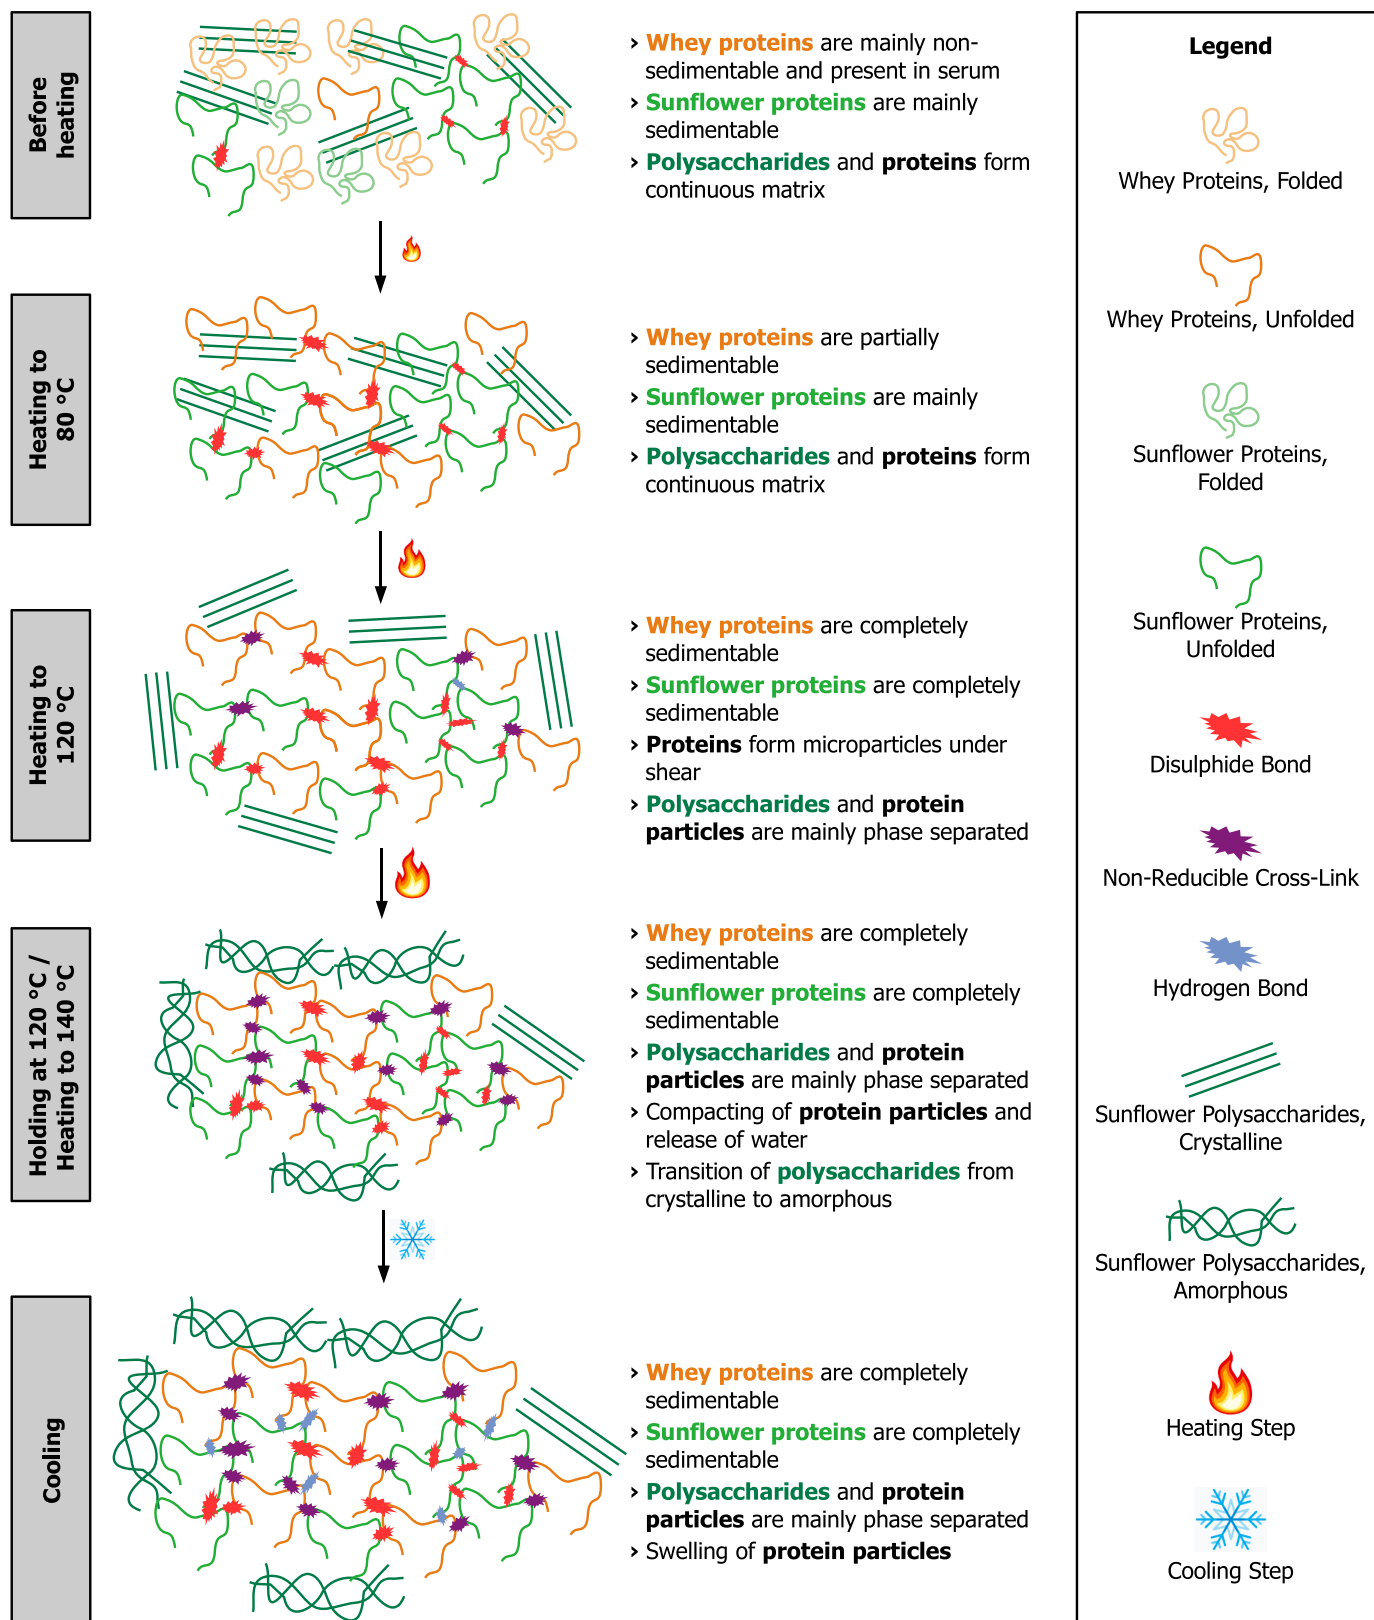 Before
heating
› Whey proteins are mainly non-
sedimentable and present in serum
› Sunflower proteins are mainly
sedimentable
› Polysaccharides and proteins form
continuous matrix
Heating to
80 °C
› Whey proteins are partially
sedimentable
› Sunflower proteins are mainly
sedimentable
› Polysaccharides and proteins form
continuous matrix
Heating to
120 °C
› Whey proteins are completely
sedimentable
› Sunflower proteins are completely
sedimentable
› Proteins form microparticles under
shear
› Polysaccharides and protein
particles are mainly phase separated
Holding at 120 °C /
Heating to 140 °C
› Whey proteins are completely
sedimentable
› Sunflower proteins are completely
sedimentable
› Polysaccharides and protein
particles are mainly phase separated
› Compacting of protein particles and
release of water
› Transition of polysaccharides from
crystalline to amorphous
Cooling
› Whey proteins are completely
sedimentable
› Sunflower proteins are completely
sedimentable
› Polysaccharides and protein
particles are mainly phase separated
› Swelling of protein particles
Legend
Whey Proteins, Folded
Whey Proteins, Unfolded
Sunflower Proteins,
Folded
Sunflower Proteins,
Unfolded
Disulphide Bond
Non-Reducible Cross-Link
Hydrogen Bond
Sunflower Polysaccharides,
Crystalline
Sunflower Polysaccharides,
Amorphous
Heating Step
Cooling Step